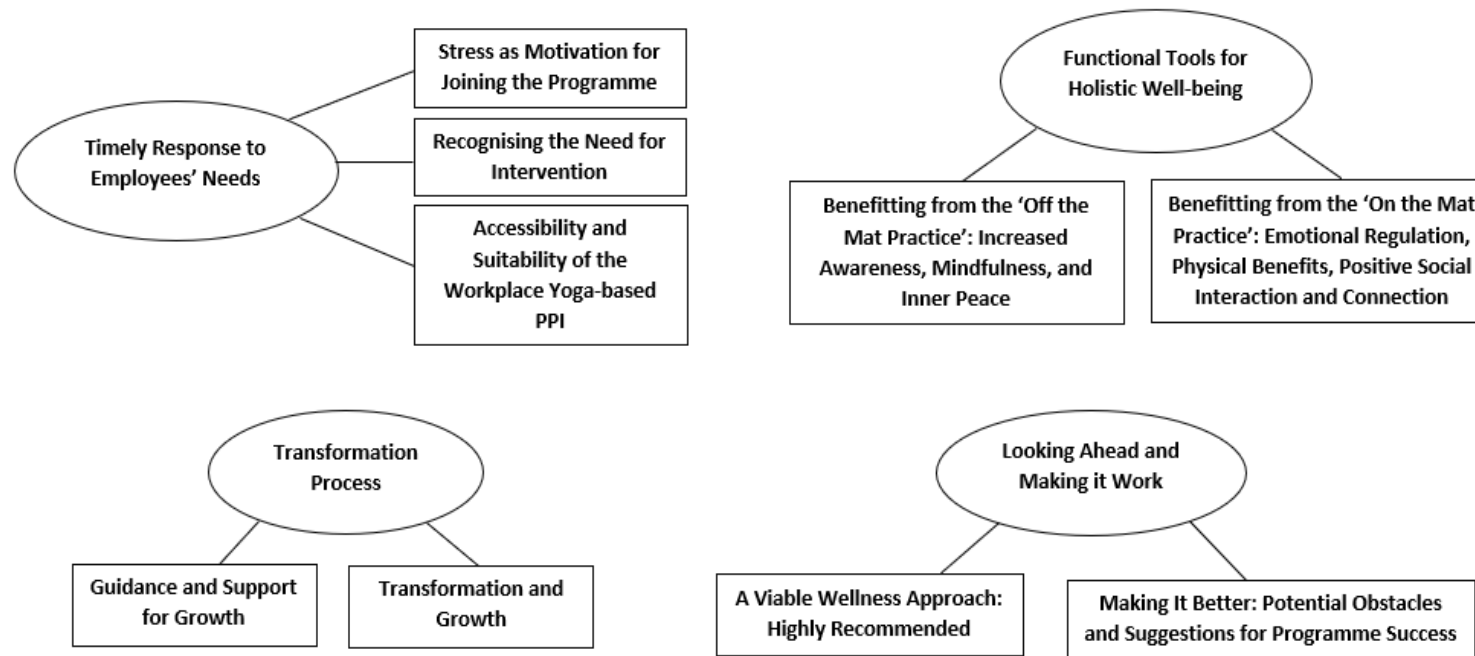 Timely Response to
Employees’ Needs
Stress as Motivation for
Joining the Programme
Recognising the Need for
Intervention
Accessibility and
Suitability of the
Workplace Yoga-based
PPI
Functional Tools for
Holistic Well-being
Benefitting from the ‘Off the
Mat Practice’: Increased
Awareness, Mindfulness, and
Inner Peace
Benefitting from the ‘On the Mat
Practice’: Emotional Regulation,
Physical Benefits, Positive Social
Interaction and Connection
Transformation
Process
Guidance and Support
for Growth
Transformation and
Growth
Looking Ahead and
Making it Work
A Viable Wellness Approach:
Highly Recommended
Making It Better: Potential Obstacles
and Suggestions for Programme Success